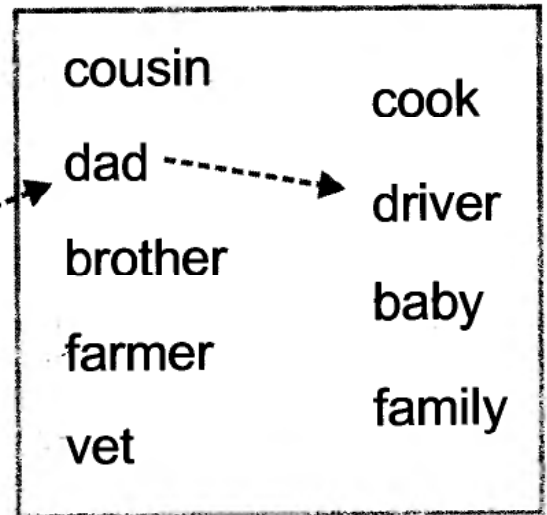 cousin
dad
brother
farmer
vet
cook
driver
baby
family